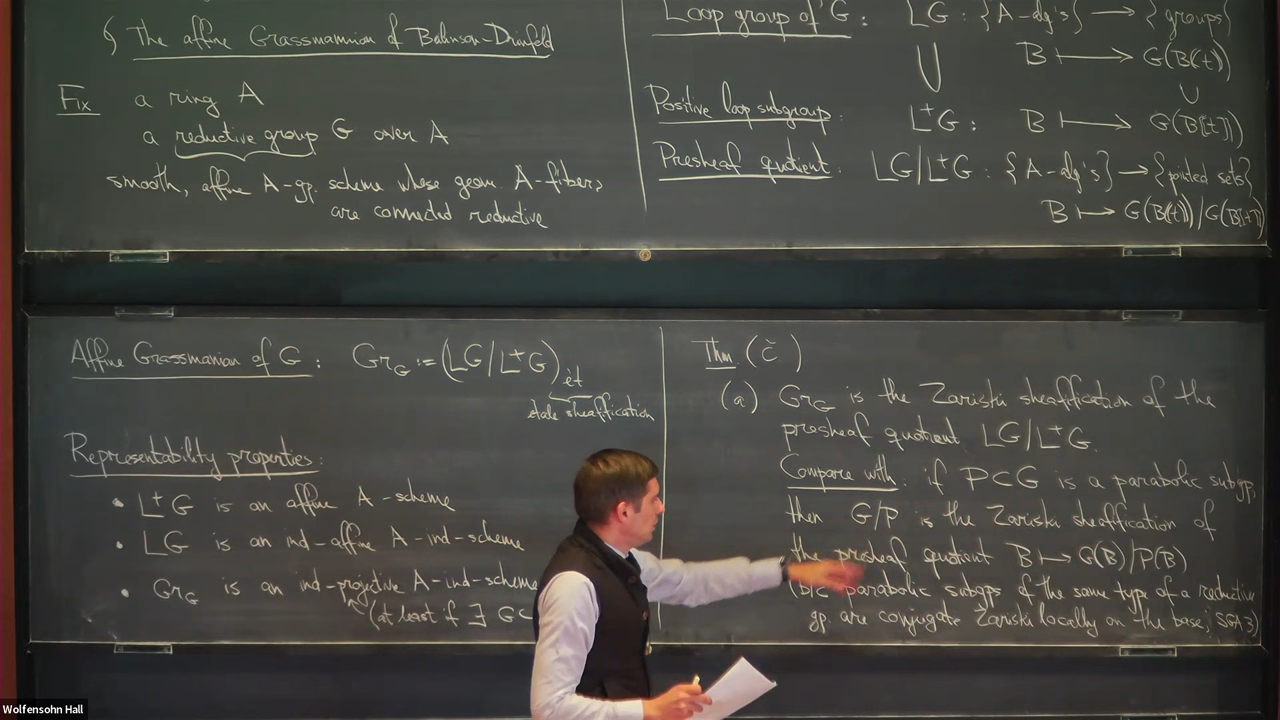 § The affine Grassmannian of Beilinson-Drinfeld
Fix a ring A
a reductive group G over A
smooth, affine A-gp. scheme whose geom. A-fibers
are connected reductive
Loop group of G : LG : {A-alg's} ⟶ {groups}
∪ B ⟼ G(B((t))
∪
Positive loop subgroup : L⁺G : B ⟼ G(B[[t]])
Presheaf quotient : LG/L⁺G : {A-alg's} ⟶ {pointed sets}
B ⟼ G(B((t)))/G(B[[t]])
Affine Grassmanian of G : Gr_G := (LG/L⁺G)_ét
étale sheaffication
Representability properties :
• L⁺G is an affine A-scheme
• LG is an ind-affine A-ind-scheme
• Gr_G is an ind-projective A-ind-scheme
(at least if ∃ G⊂
Thm (č)
(a) Gr_G is the Zariski sheaffication of the
presheaf quotient LG/L⁺G.
Compare with : if P⊂G is a parabolic subgp,
then G/P is the Zariski sheaffication of
the presheaf quotient B ⟼ G(B)/P(B)
(b/c parabolic subgps of the same type of a reductive
gp. are conjugate Zariski locally on the base, SGA3)
Wolfensohn Hall